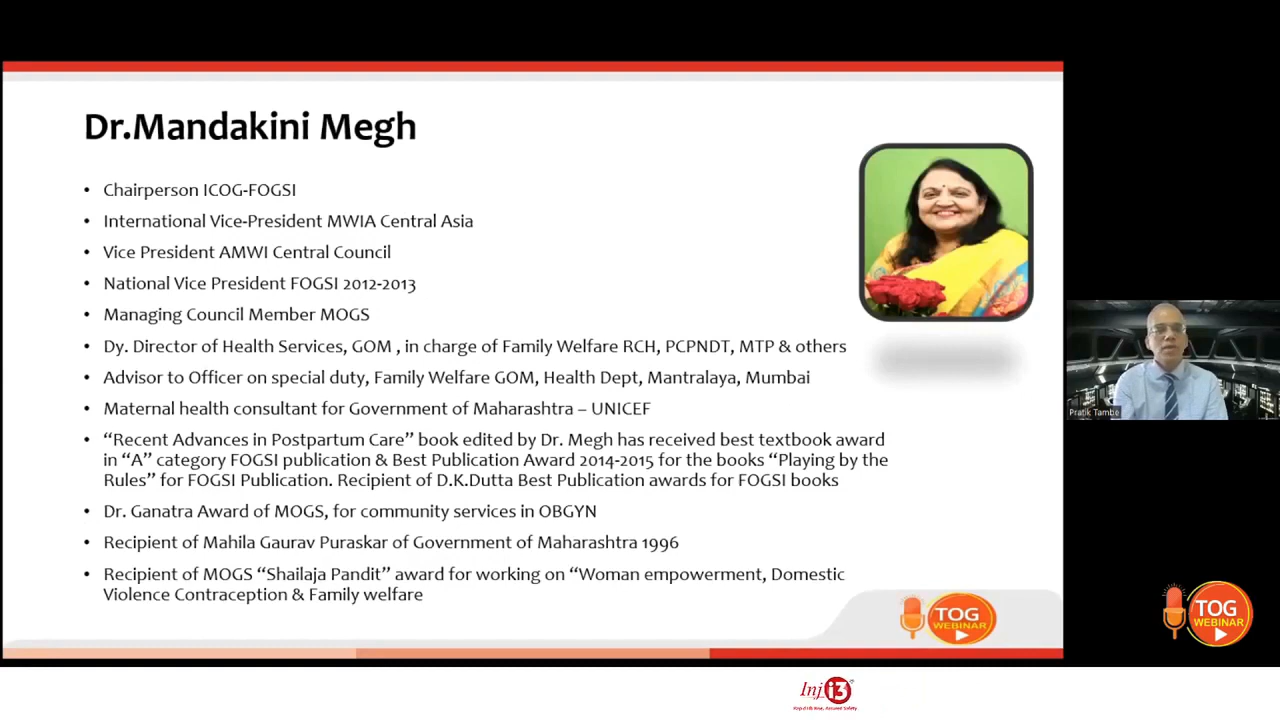 Dr.Mandakini Megh
• Chairperson ICOG-FOGSI
• International Vice-President MWIA Central Asia
• Vice President AMWI Central Council
• National Vice President FOGSI 2012-2013
• Managing Council Member MOGS
• Dy. Director of Health Services, GOM , in charge of Family Welfare RCH, PCPNDT, MTP & others
• Advisor to Officer on special duty, Family Welfare GOM, Health Dept, Mantralaya, Mumbai
• Maternal health consultant for Government of Maharashtra – UNICEF
• “Recent Advances in Postpartum Care” book edited by Dr. Megh has received best textbook award
in “A” category FOGSI publication & Best Publication Award 2014-2015 for the books “Playing by the
Rules” for FOGSI Publication. Recipient of D.K.Dutta Best Publication awards for FOGSI books
• Dr. Ganatra Award of MOGS, for community services in OBGYN
• Recipient of Mahila Gaurav Puraskar of Government of Maharashtra 1996
• Recipient of MOGS “Shailaja Pandit” award for working on “Woman empowerment, Domestic
Violence Contraception & Family welfare
TOG
WEBINAR
Pratik Tambe
TOG
WEBINAR
Inj i3